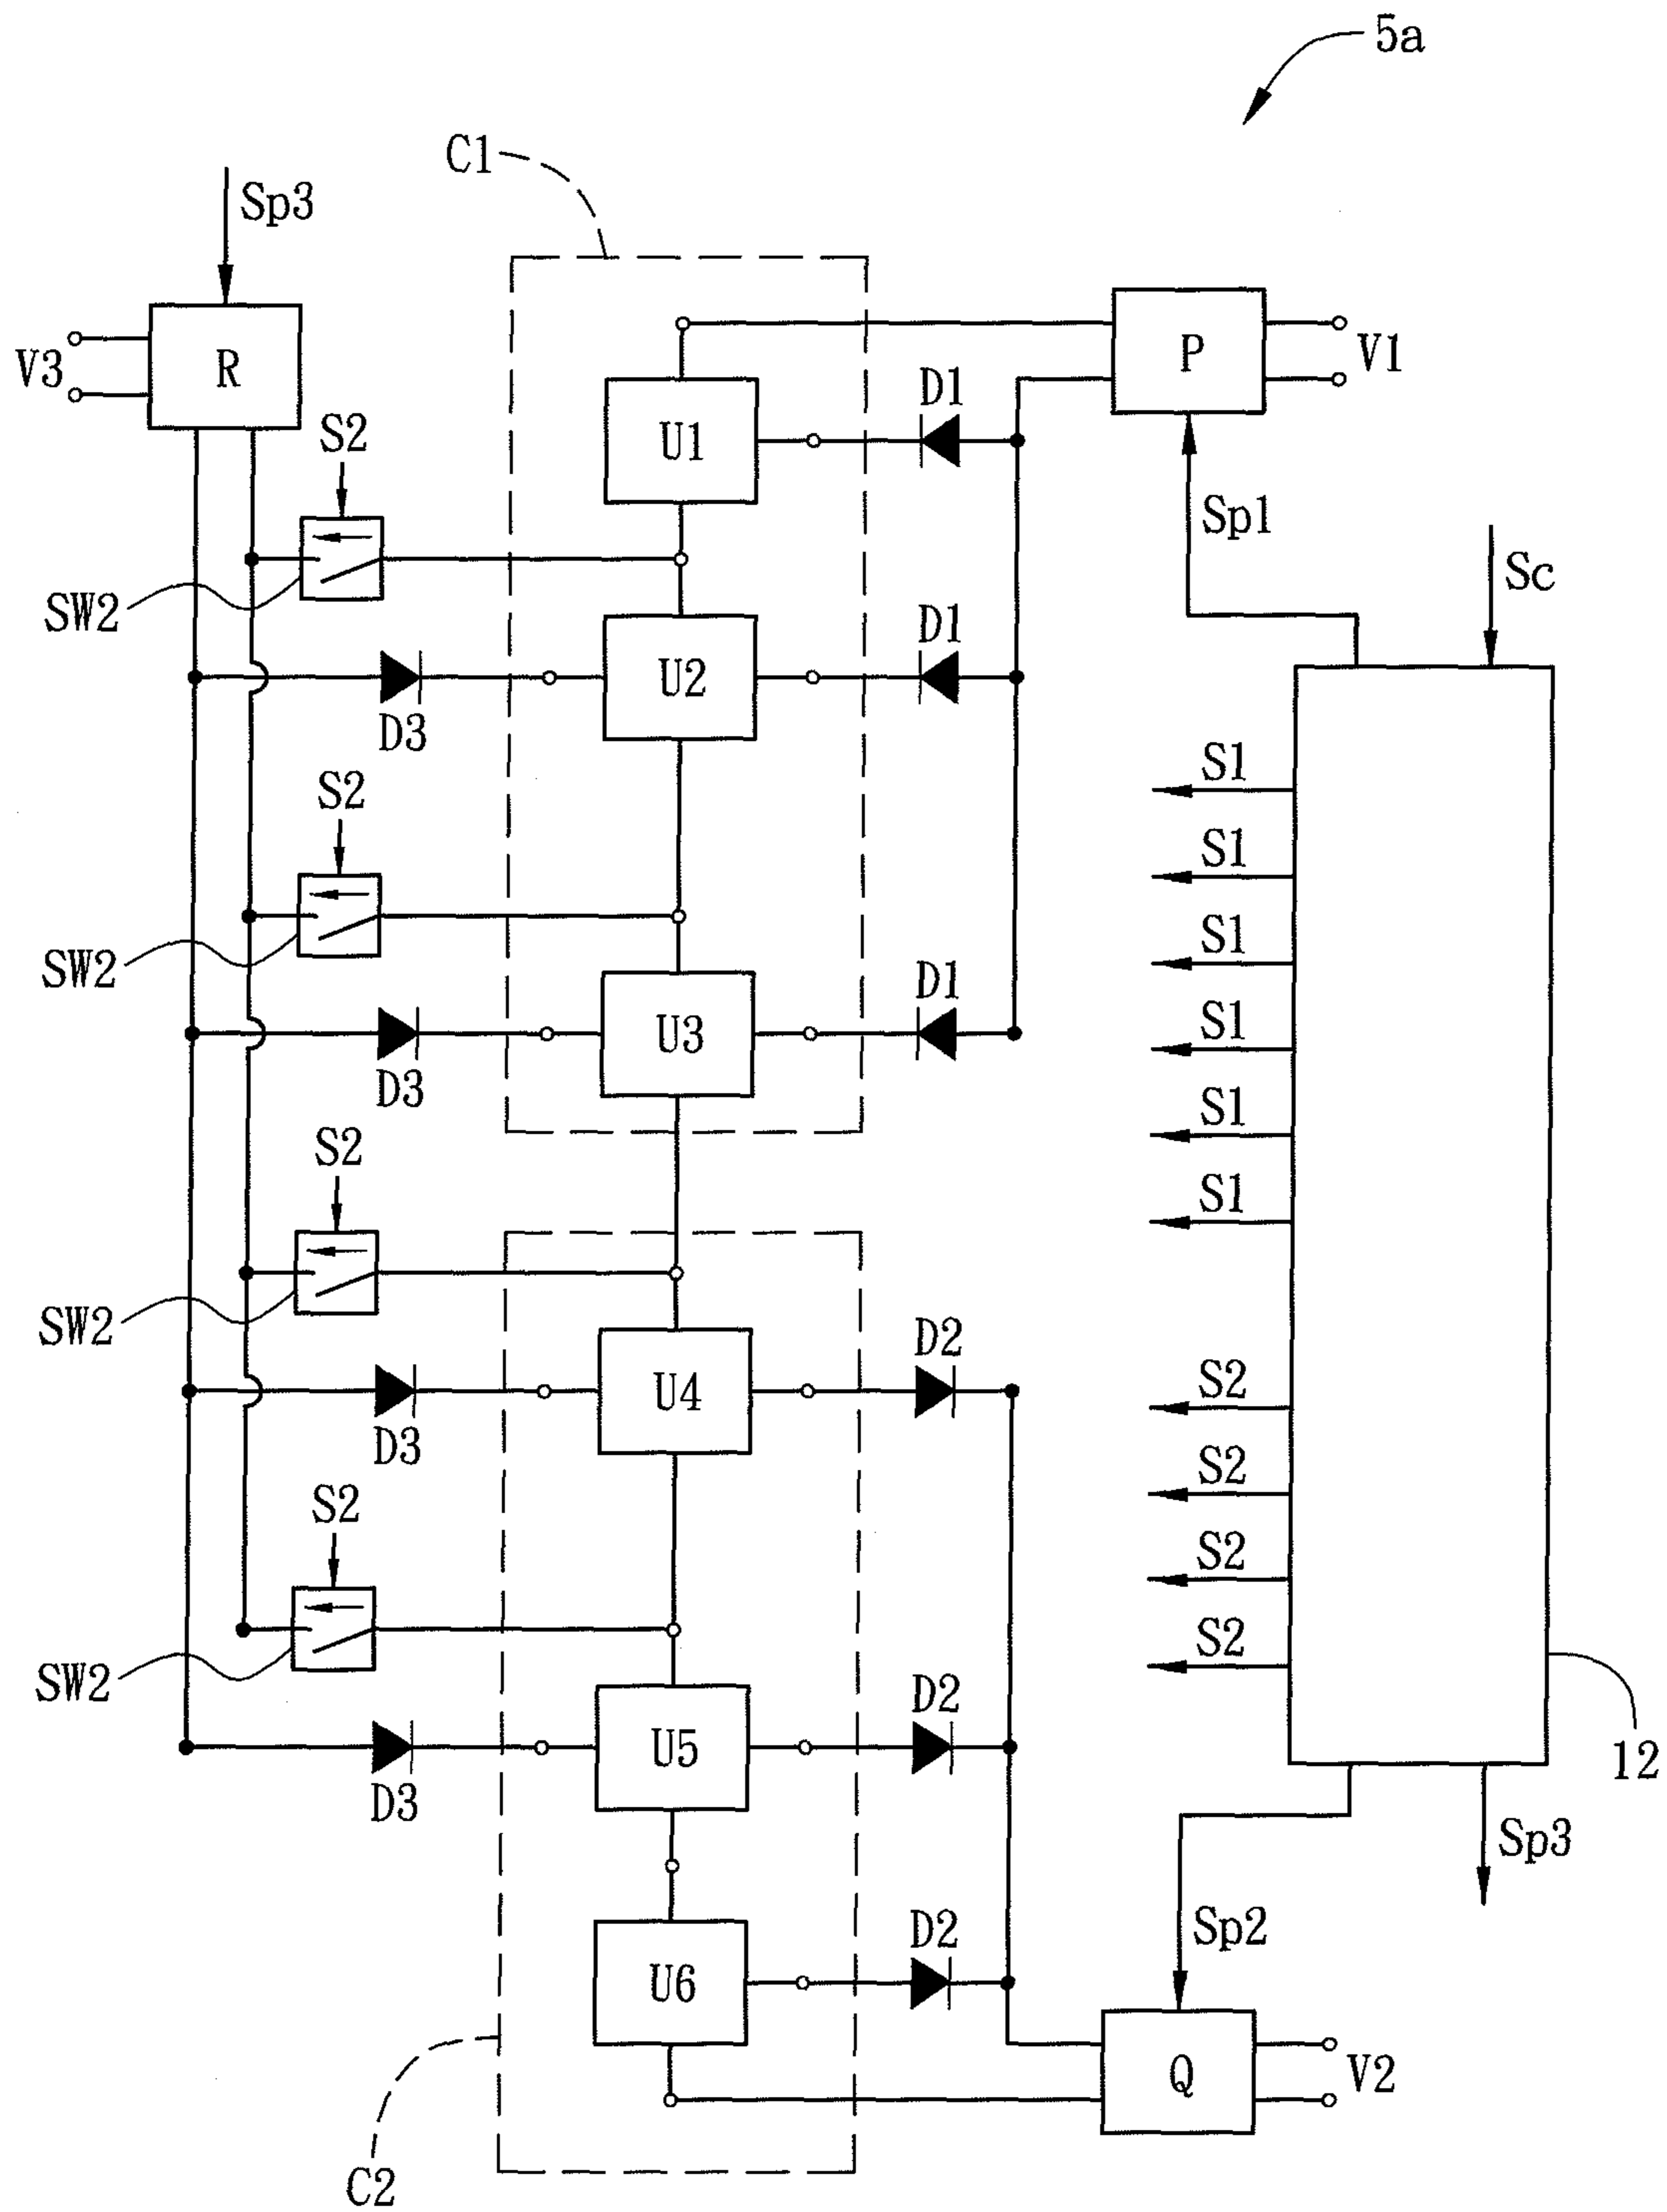 5a
C1
Sp3
V3
R
P
V1
S2
U1
D1
Sp1
Sc
SW2
U2
D1
D3
S1
S2
S1
SW2
S1
D1
U3
S1
D3
S1
S2
S1
SW2
D2
U4
S2
D3
S2
S2
S2
SW2
S2
D2
U5
12
D3
Sp3
Sp2
D2
U6
Q
V2
C2